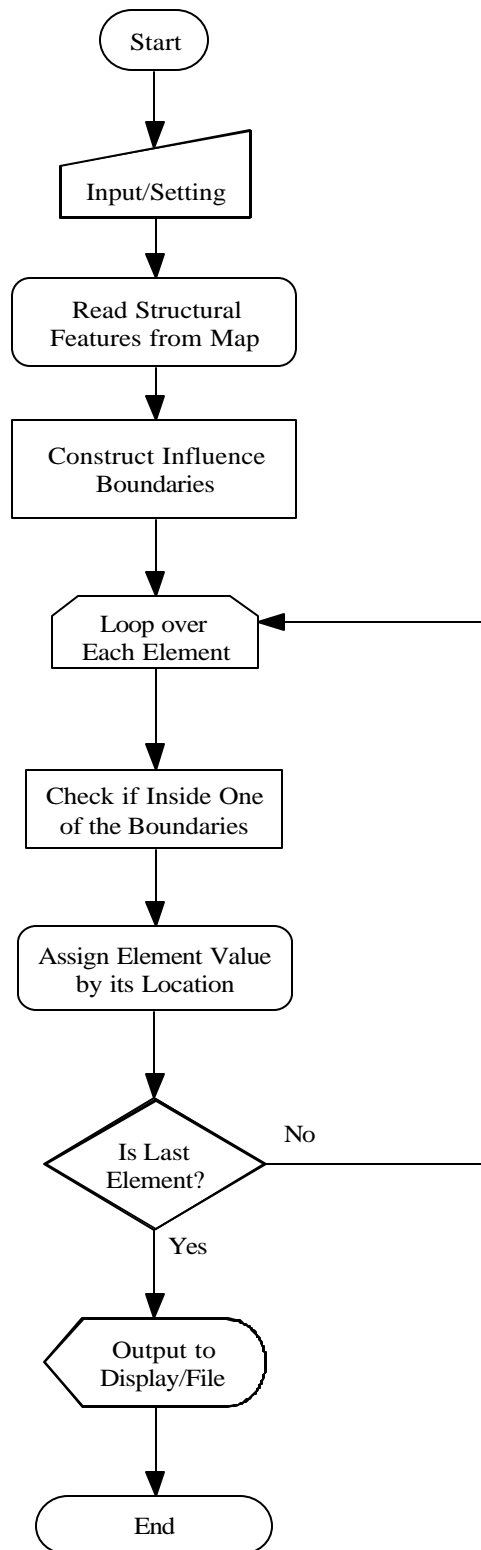 Start
Input/Setting
Read Structural
Features from Map
Construct Influence
Boundaries
Loop over
Each Element
Check if Inside One
of the Boundaries
Assign Element Value
by its Location
Is Last
Element?
No
Yes
Output to
Display/File
End